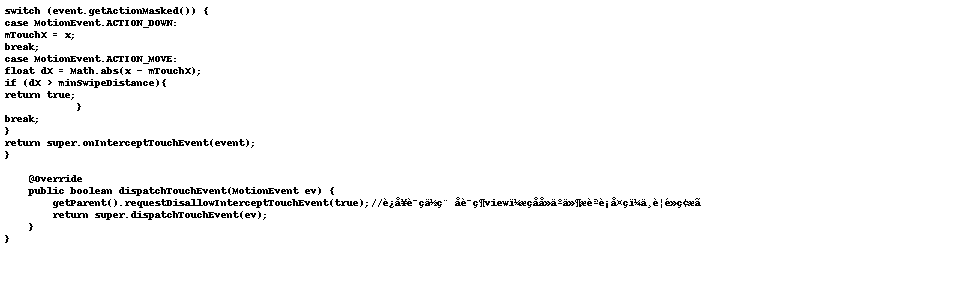 switch (event.getActionMasked()) {
case MotionEvent.ACTION_DOWN:
mTouchX = x;
break;
case MotionEvent.ACTION_MOVE:
float dX = Math.abs(x - mTouchX);
if (dX > minSwipeDistance){
return true;
}
break;
}
return super.onInterceptTouchEvent(event);
}
@Override
public boolean dispatchTouchEvent(MotionEvent ev) {
getParent().requestDisallowInterceptTouchEvent(true);//
return super.dispatchTouchEvent(ev);
}
}